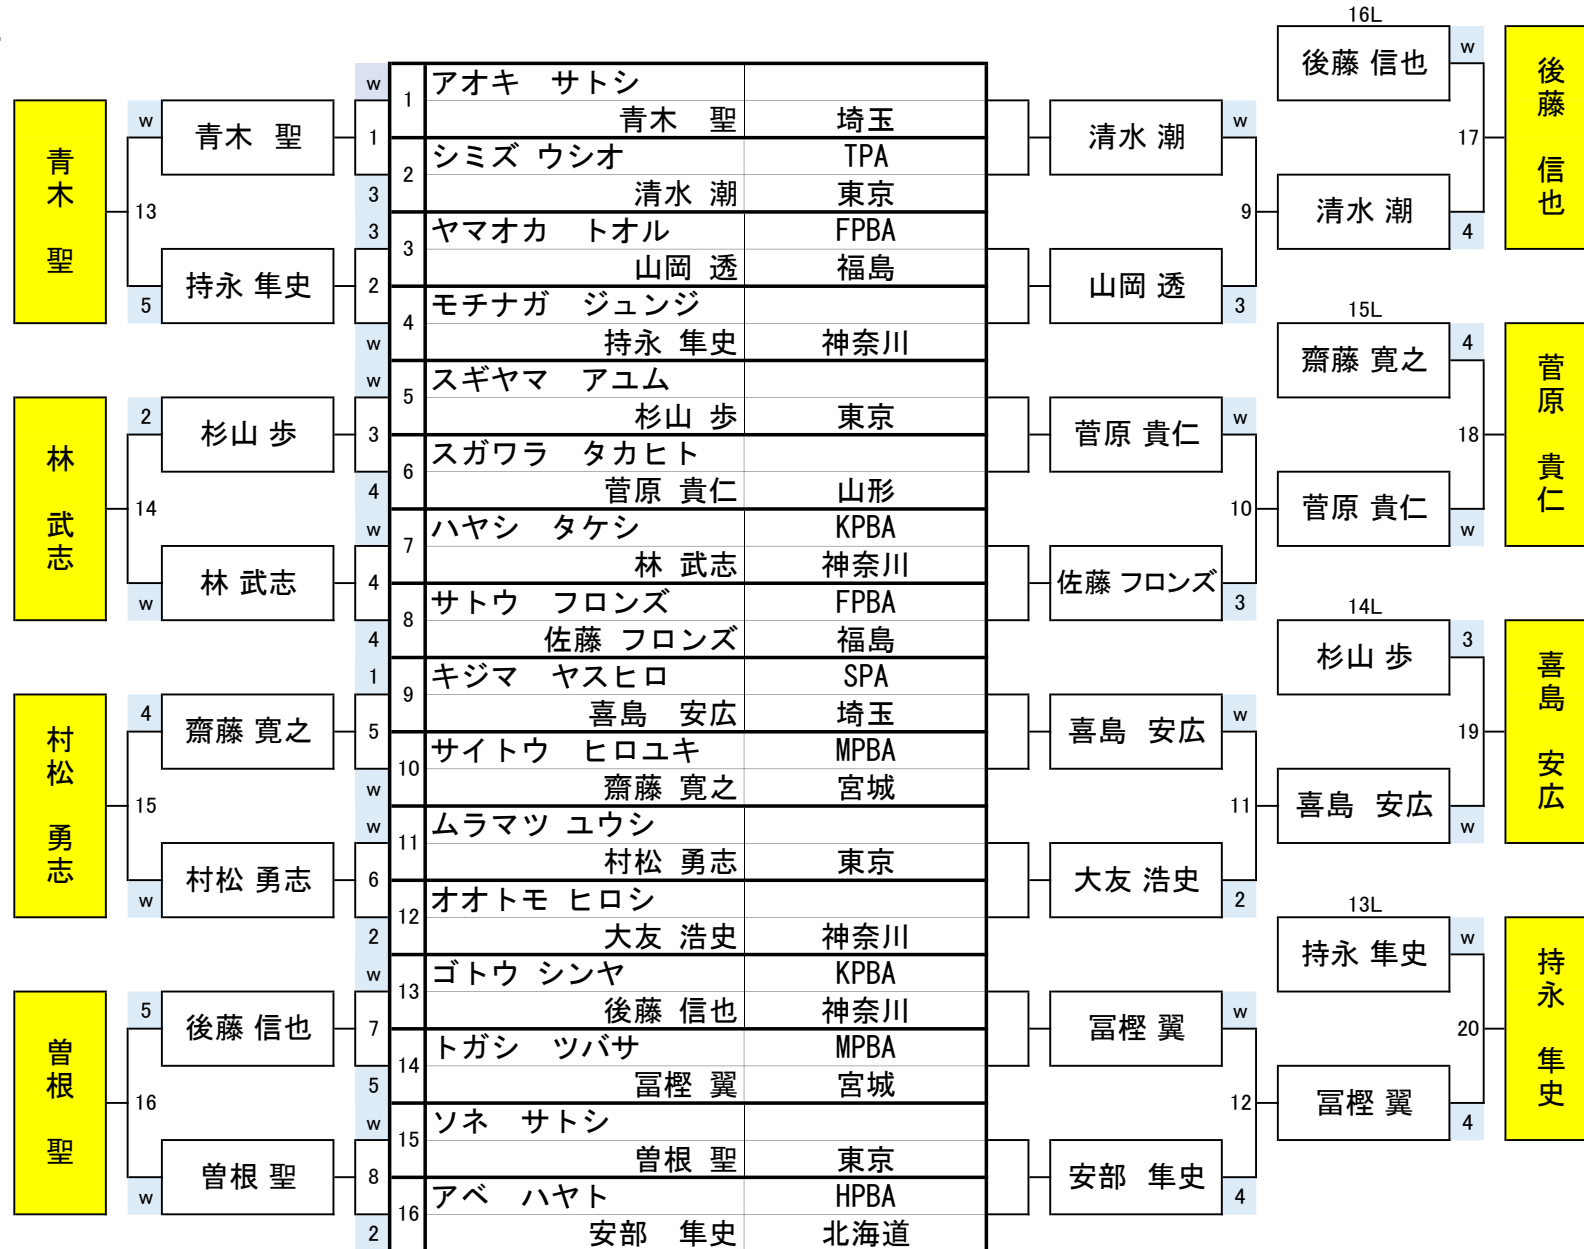 16L
w アオキ サトシ 後藤 信也 w
1 後藤 信也
w 青木 聖 1 青木 聖 埼玉 清水 潮 w 17
青木 聖 シミズ ウシオ TPA
2
13 3 清水 潮 東京 9 清水 潮 4
3 ヤマオカ トオル FPBA
3
5 持永 隼史 2 山岡 透 福島 山岡 透 3
モチナガ ジュンジ 15L
4
w 持永 隼史 神奈川 齋藤 寛之 4
w スギヤマ アユム 菅原 貴仁
5
2 杉山 歩 3 杉山 歩 東京 菅原 貴仁 w 18
林 武志 スガワラ タカヒト
6
4 菅原 貴仁 山形 菅原 貴仁 w
14 w ハヤシ タケシ KPBA 10
7
w 林 武志 4 林 武志 神奈川 佐藤 フロンズ 3
サトウ フロンズ FPBA 14L
8
4 佐藤 フロンズ 福島 杉山 歩 3
1 キジマ ヤスヒロ SPA 喜島 安広
9
4 齋藤 寛之 5 喜島 安広 埼玉 喜島 安広 w 19
村松 勇志 サイトウ ヒロユキ MPBA
10
w 齋藤 寛之 宮城 喜島 安広 w
15 w ムラマツ ユウシ 11
11
w 村松 勇志 6 村松 勇志 東京 大友 浩史 2
オオトモ ヒロシ 13L
12
2 大友 浩史 神奈川 持永 隼史 w
w ゴトウ シンヤ KPBA 持永 隼史
13
5 後藤 信也 7 後藤 信也 神奈川 冨樫 翼 w 20
曽根 聖 トガシ ツバサ MPBA
14
5 冨樫 翼 宮城 冨樫 翼 4
16 w ソネ サトシ 12
15
w 曽根 聖 8 曽根 聖 東京 安部 隼史 4
アベ ハヤト HPBA
16
2 安部 隼史 北海道